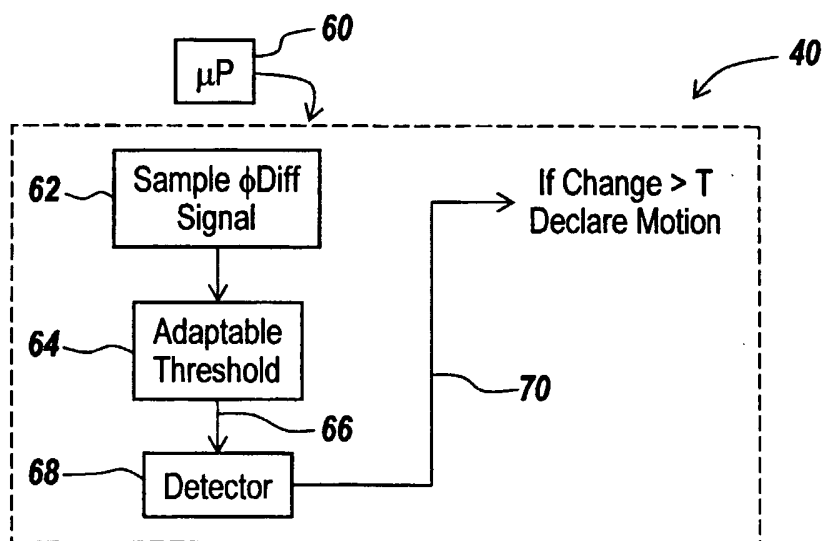 60
µP
40
62
Sample ϕDiff
Signal
If Change > T
Declare Motion
64
Adaptable
Threshold
66
70
68
Detector